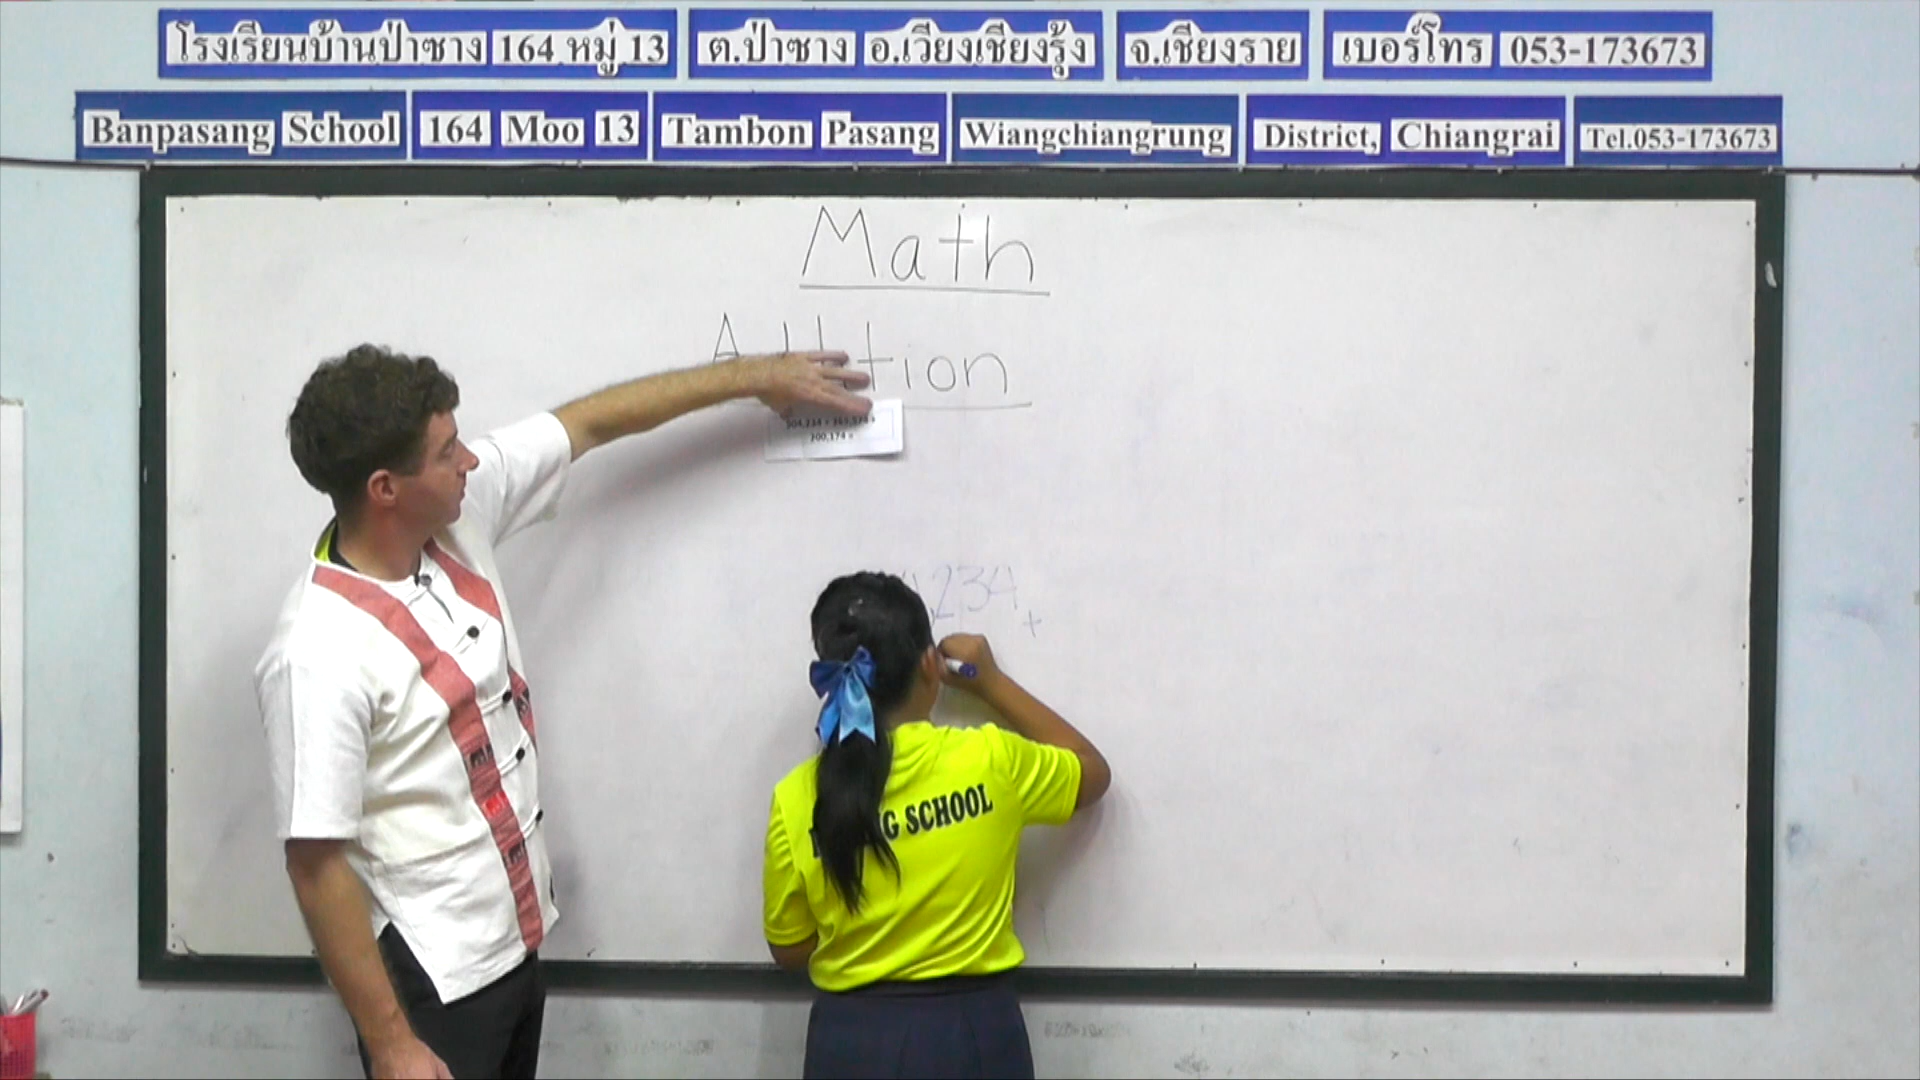 โรงเรียนบ้านป่าซาง 164 หมู่ 13 ต.ป่าซาง อ.เวียงเชียงรุ้ง จ.เชียงราย เบอร์โทร 053-173673
Banpasang School 164 Moo 13 Tambon Pasang Wiangchiangrung District, Chiangrai Tel.053-173673
Math
tion
200,174 =
,234
+
G SCHOOL